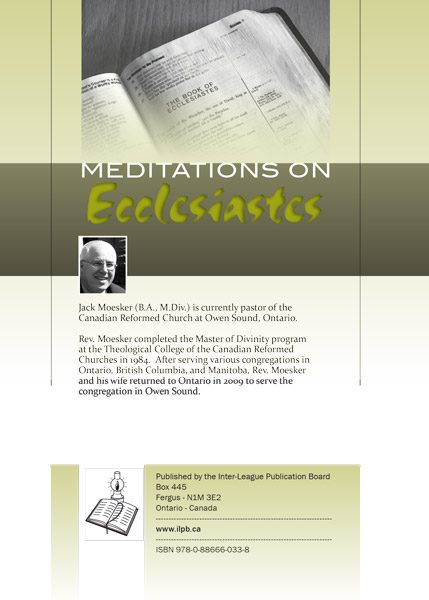 THE BOOK OF
ECCLESIASTES
MEDITATIONS ON
Ecclesiastes
Jack Moesker (B.A., M.Div.) is currently pastor of the
Canadian Reformed Church at Owen Sound, Ontario.
Rev. Moesker completed the Master of Divinity program
at the Theological College of the Canadian Reformed
Churches in 1984. After serving various congregations in
Ontario, British Columbia, and Manitoba, Rev. Moesker
and his wife returned to Ontario in 2009 to serve the
congregation in Owen Sound.
Published by the Inter-League Publication Board
Box 445
Fergus - N1M 3E2
Ontario - Canada
www.ilpb.ca
ISBN 978-0-88666-033-8